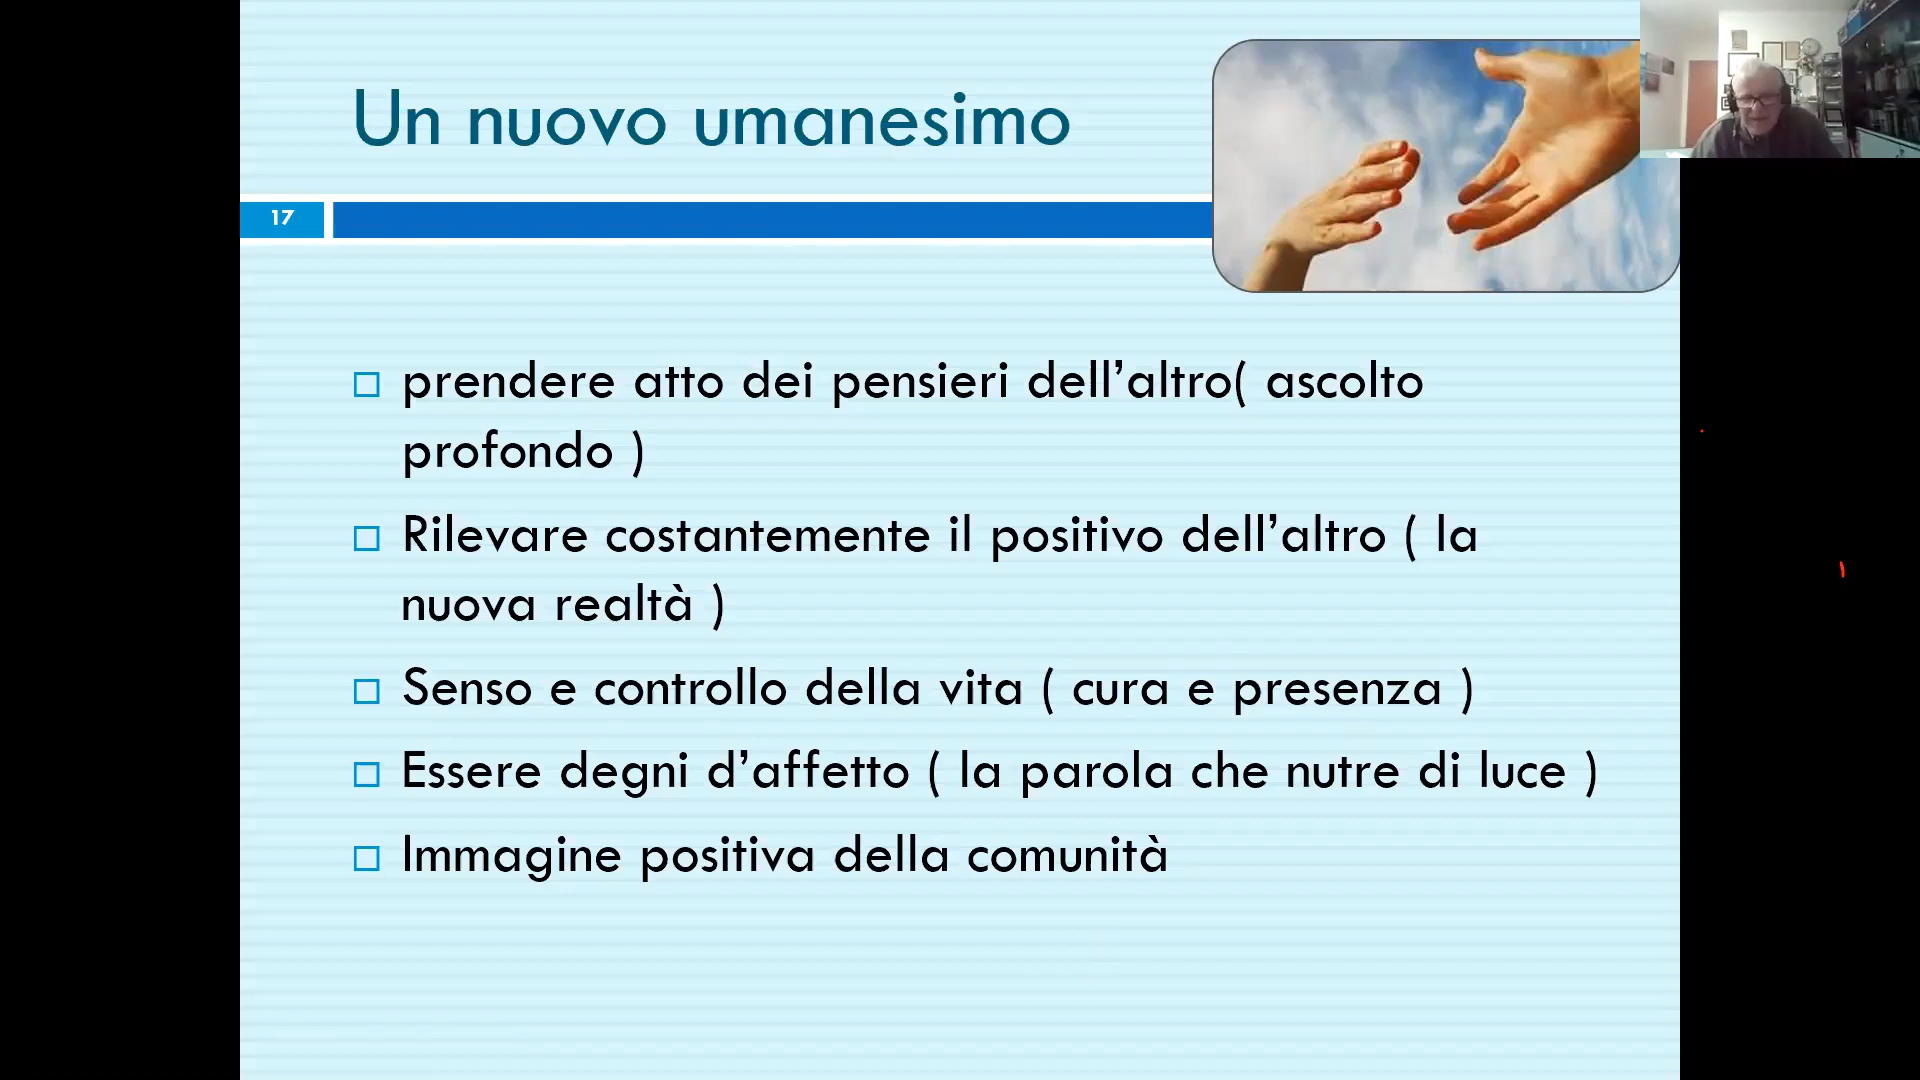 Un nuovo umanesimo
17
prendere atto dei pensieri dell’altro( ascolto
profondo )
Rilevare costantemente il positivo dell’altro ( la
nuova realtà )
Senso e controllo della vita ( cura e presenza )
Essere degni d’affetto ( la parola che nutre di luce )
Immagine positiva della comunità